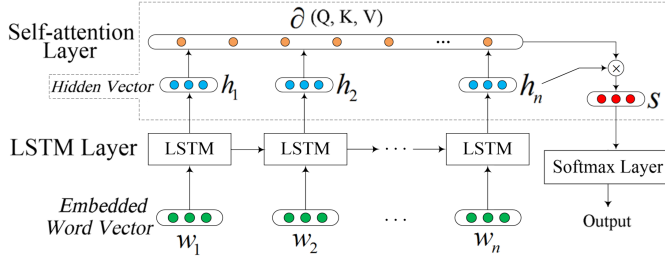 ∂ (Q, K, V)
Self-attention
Layer
...
Hidden Vector
h1
h2
hn
×
s
LSTM Layer
LSTM
LSTM
...
LSTM
Softmax Layer
Embedded
Word Vector
...
Output
w1
w2
wn